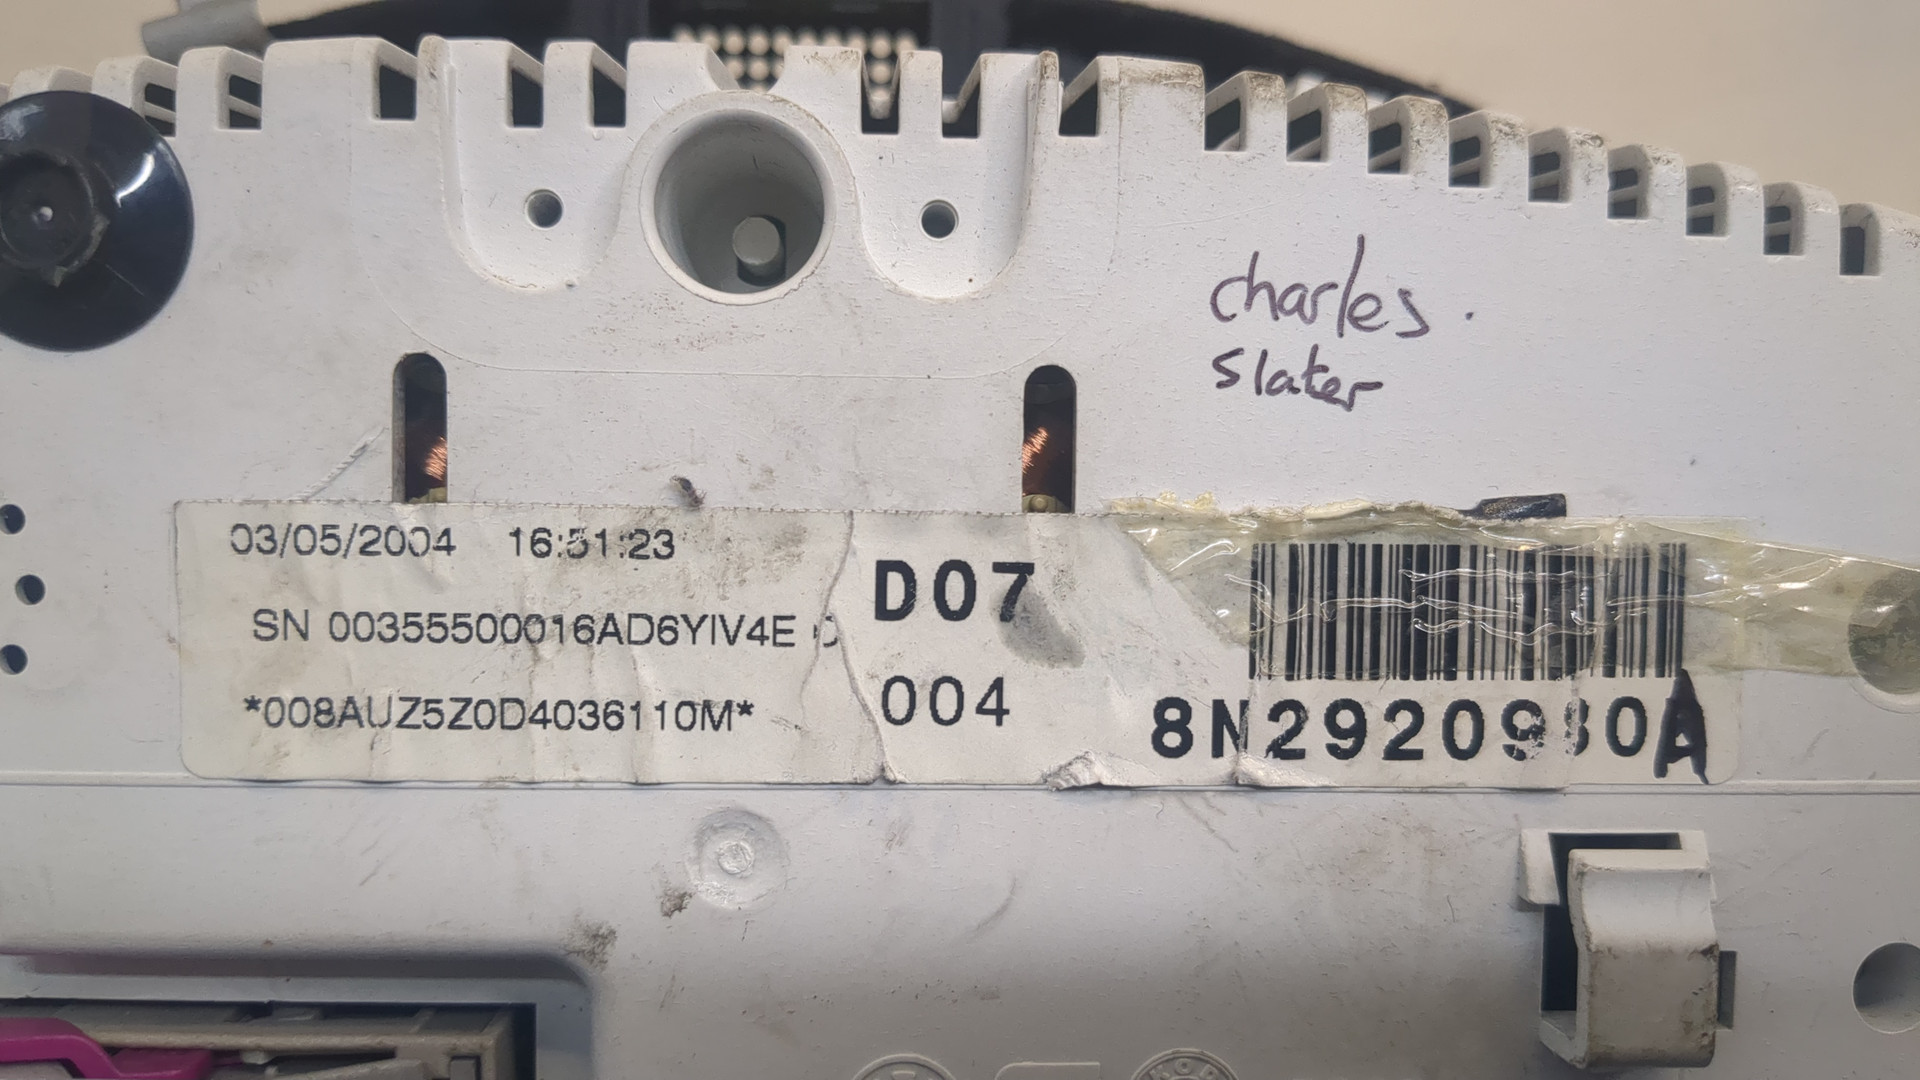 charles.
slater
03/05/2004 16:51:23
SN 00355500016AD6YIV4E
*008AUZ5Z0D4036110M*
D07
004